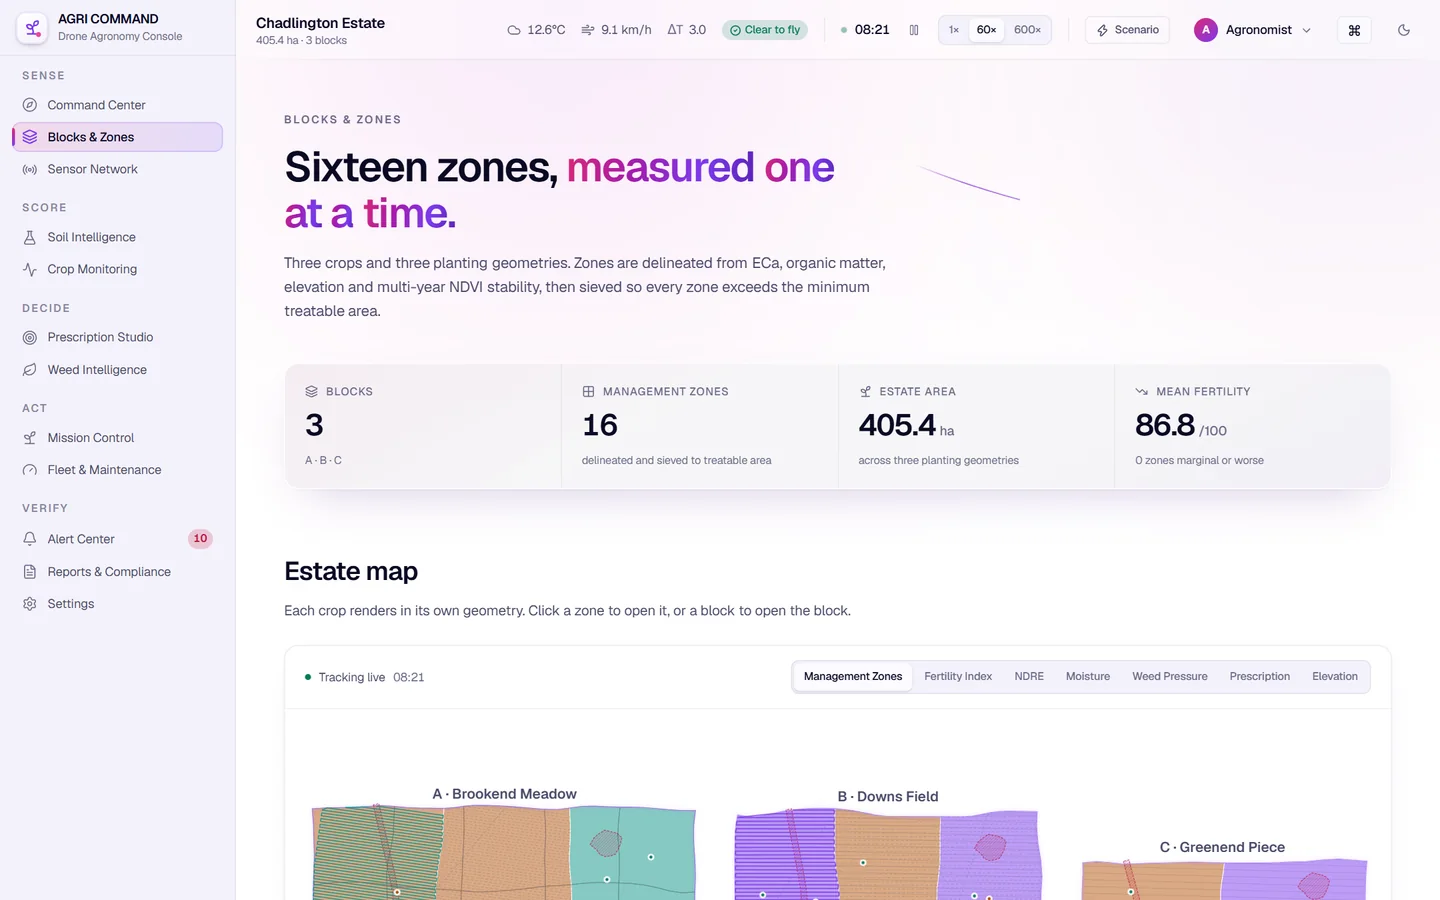 AGRI COMMAND
Drone Agronomy Console
SENSE
Command Center
Blocks & Zones
Sensor Network
SCORE
Soil Intelligence
Crop Monitoring
DECIDE
Prescription Studio
Weed Intelligence
ACT
Mission Control
Fleet & Maintenance
VERIFY
Alert Center 10
Reports & Compliance
Settings
Chadlington Estate
405.4 ha · 3 blocks
12.6°C 9.1 km/h ΔT 3.0 Clear to fly 08:21 1× 60× 600× Scenario A Agronomist ⌘
BLOCKS & ZONES
Sixteen zones, measured one
at a time.
Three crops and three planting geometries. Zones are delineated from ECa, organic matter,
elevation and multi-year NDVI stability, then sieved so every zone exceeds the minimum
treatable area.
BLOCKS
3
A · B · C
MANAGEMENT ZONES
16
delineated and sieved to treatable area
ESTATE AREA
405.4 ha
across three planting geometries
MEAN FERTILITY
86.8 /100
0 zones marginal or worse
Estate map
Each crop renders in its own geometry. Click a zone to open it, or a block to open the block.
Tracking live 08:21
Management Zones Fertility Index NDRE Moisture Weed Pressure Prescription Elevation
A · Brookend Meadow
B · Downs Field
C · Greenend Piece